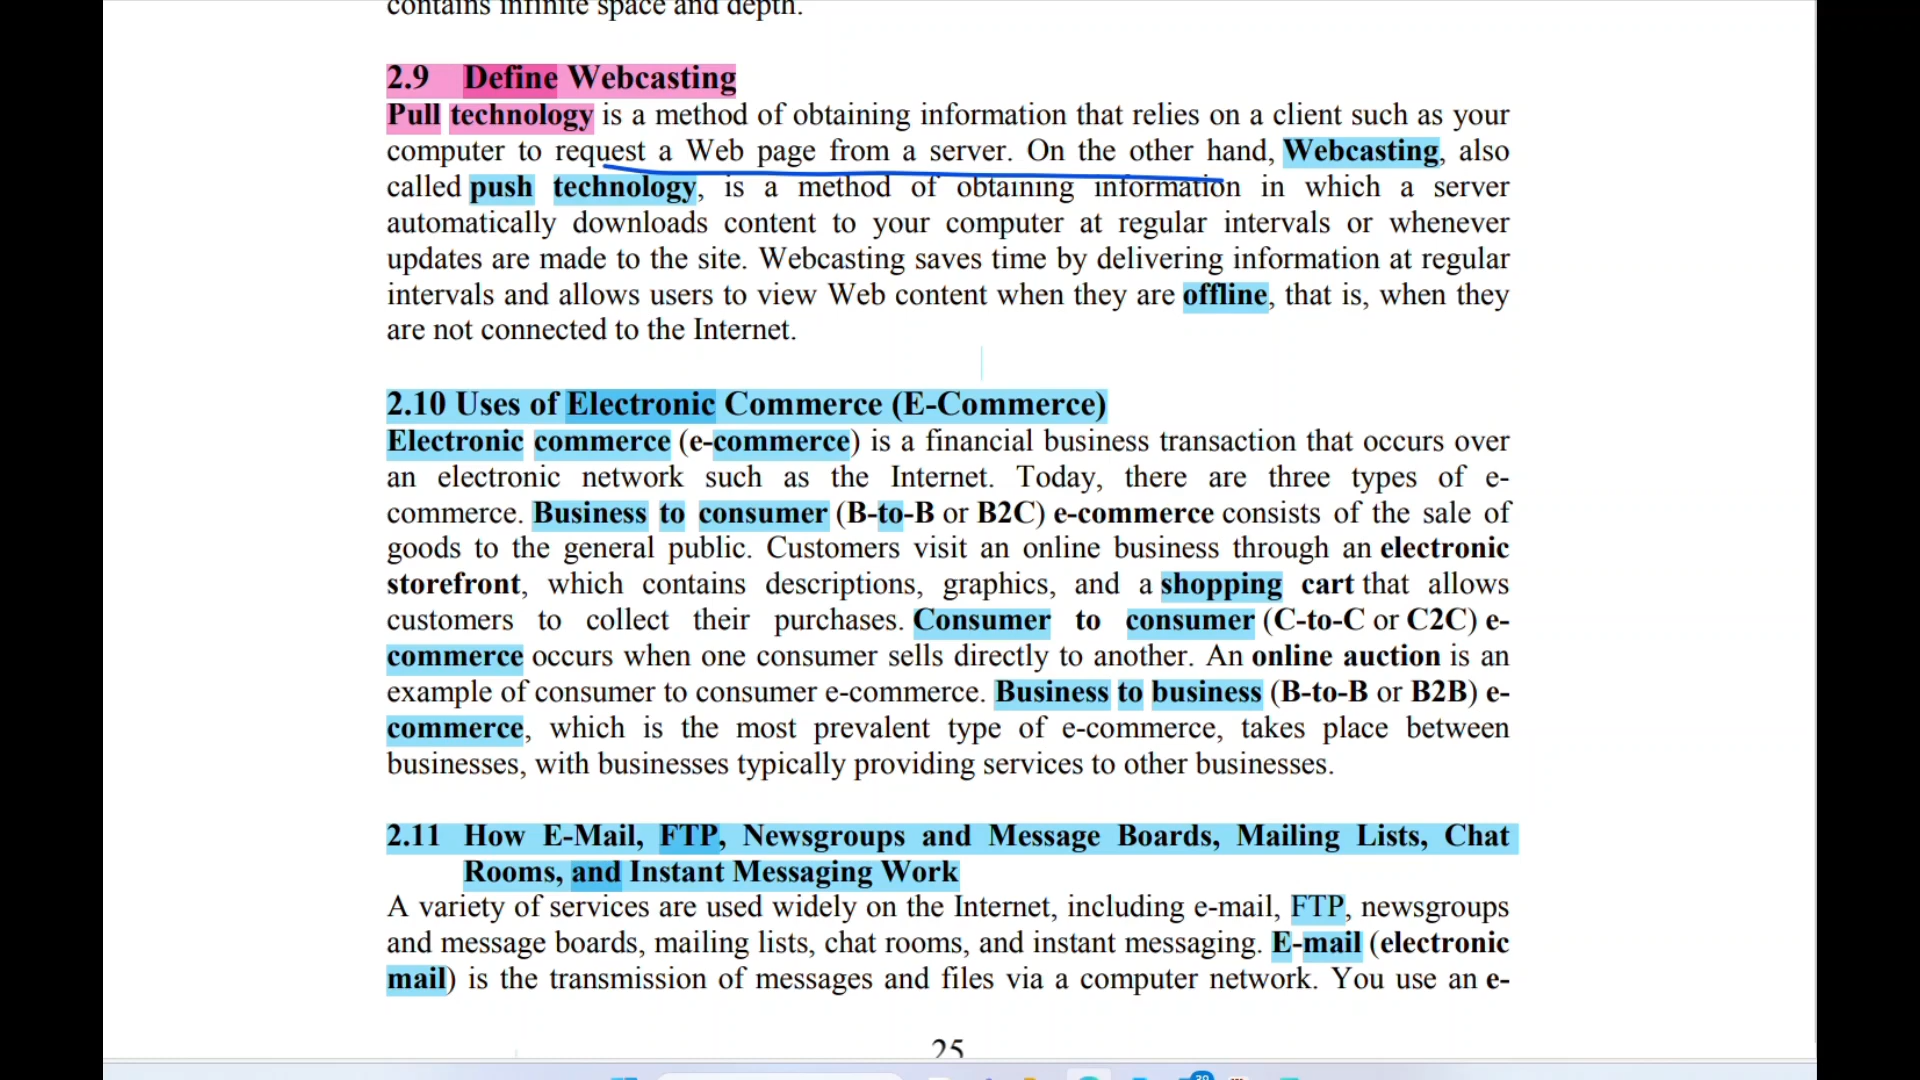 contains infinite space and depth.
2.9 Define Webcasting
Pull technology is a method of obtaining information that relies on a client such as your
computer to request a Web page from a server. On the other hand, Webcasting, also
called push technology, is a method of obtaining information in which a server
automatically downloads content to your computer at regular intervals or whenever
updates are made to the site. Webcasting saves time by delivering information at regular
intervals and allows users to view Web content when they are offline, that is, when they
are not connected to the Internet.
2.10 Uses of Electronic Commerce (E-Commerce)
Electronic commerce (e-commerce) is a financial business transaction that occurs over
an electronic network such as the Internet. Today, there are three types of e-
commerce. Business to consumer (B-to-B or B2C) e-commerce consists of the sale of
goods to the general public. Customers visit an online business through an electronic
storefront, which contains descriptions, graphics, and a shopping cart that allows
customers to collect their purchases. Consumer to consumer (C-to-C or C2C) e-
commerce occurs when one consumer sells directly to another. An online auction is an
example of consumer to consumer e-commerce. Business to business (B-to-B or B2B) e-
commerce, which is the most prevalent type of e-commerce, takes place between
businesses, with businesses typically providing services to other businesses.
2.11 How E-Mail, FTP, Newsgroups and Message Boards, Mailing Lists, Chat
Rooms, and Instant Messaging Work
A variety of services are used widely on the Internet, including e-mail, FTP, newsgroups
and message boards, mailing lists, chat rooms, and instant messaging. E-mail (electronic
mail) is the transmission of messages and files via a computer network. You use an e-
25